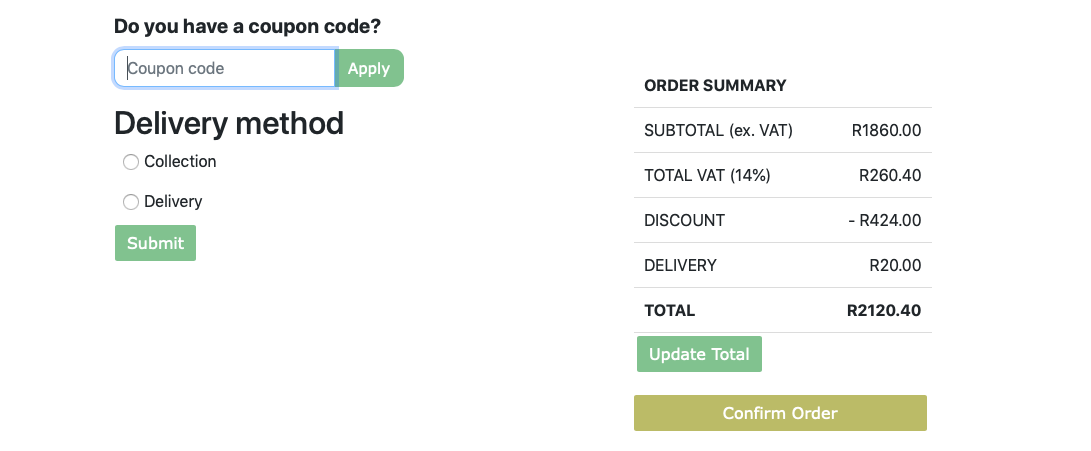 Do you have a coupon code?
Coupon code Apply
Delivery method
Collection
Delivery
Submit
ORDER SUMMARY
SUBTOTAL (ex. VAT) R1860.00
TOTAL VAT (14%) R260.40
DISCOUNT - R424.00
DELIVERY R20.00
TOTAL R2120.40
Update Total
Confirm Order